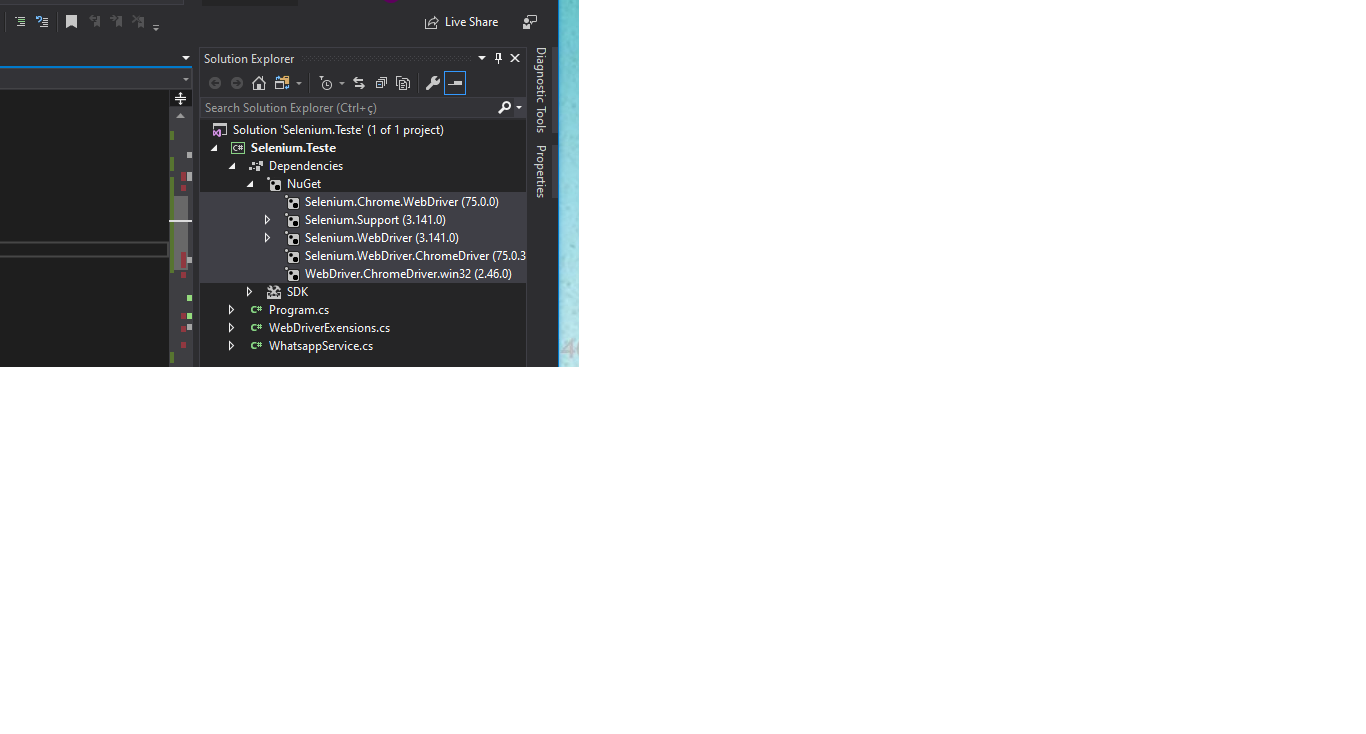 Live Share
Solution Explorer
Search Solution Explorer (Ctrl+ç)
Solution 'Selenium.Teste' (1 of 1 project)
C# Selenium.Teste
Dependencies
NuGet
Selenium.Chrome.WebDriver (75.0.0)
Selenium.Support (3.141.0)
Selenium.WebDriver (3.141.0)
Selenium.WebDriver.ChromeDriver (75.0.3
WebDriver.ChromeDriver.win32 (2.46.0)
SDK
C# Program.cs
C# WebDriverExensions.cs
C# WhatsappService.cs
Diagnostic Tools
Properties